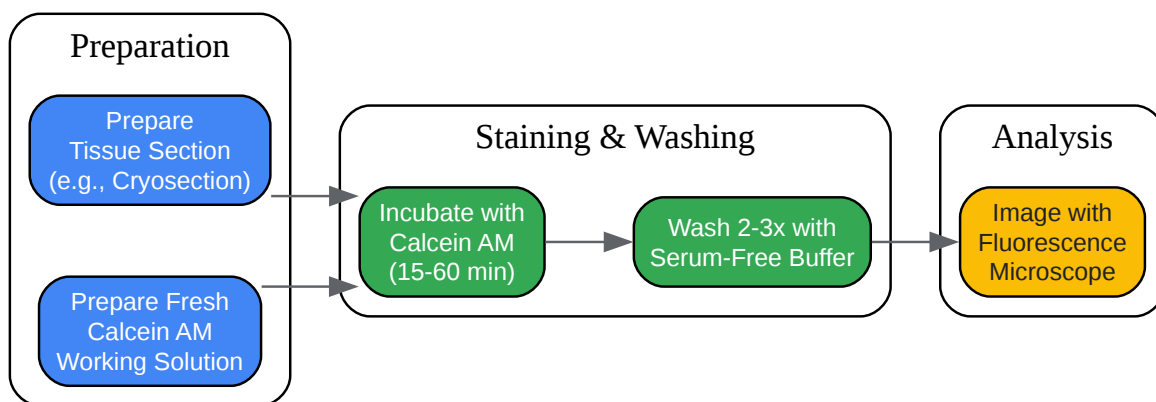 Preparation
Prepare
Tissue Section
(e.g., Cryosection)
Prepare Fresh
Calcein AM
Working Solution
Staining & Washing
Incubate with
Calcein AM
(15-60 min)
Wash 2-3x with
Serum-Free Buffer
Analysis
Image with
Fluorescence
Microscope